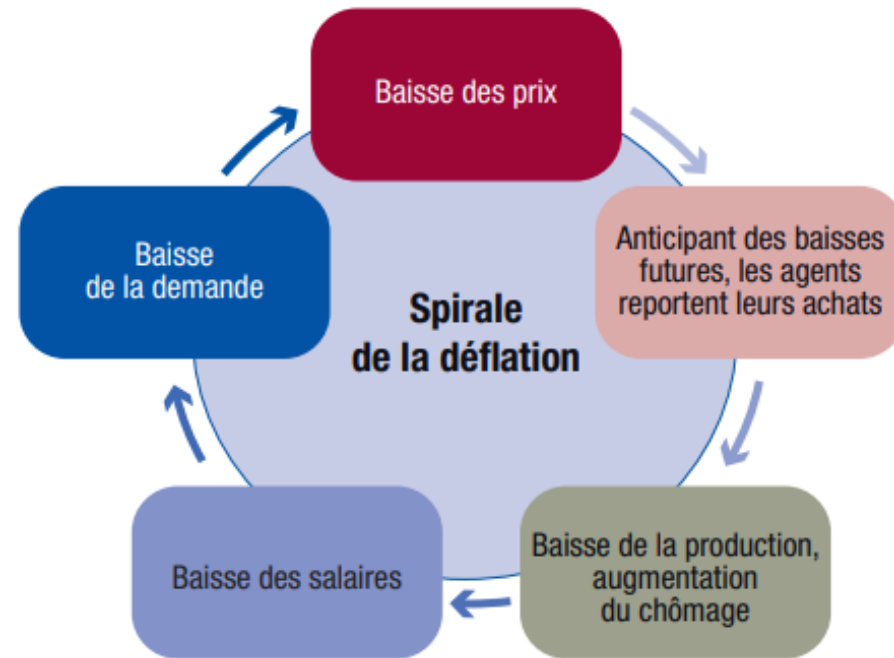 Baisse des prix
Anticipant des baisses
futures, les agents
reportent leurs achats
Baisse de la production,
augmentation
du chômage
Baisse des salaires
Baisse
de la demande
Spirale
de la déflation